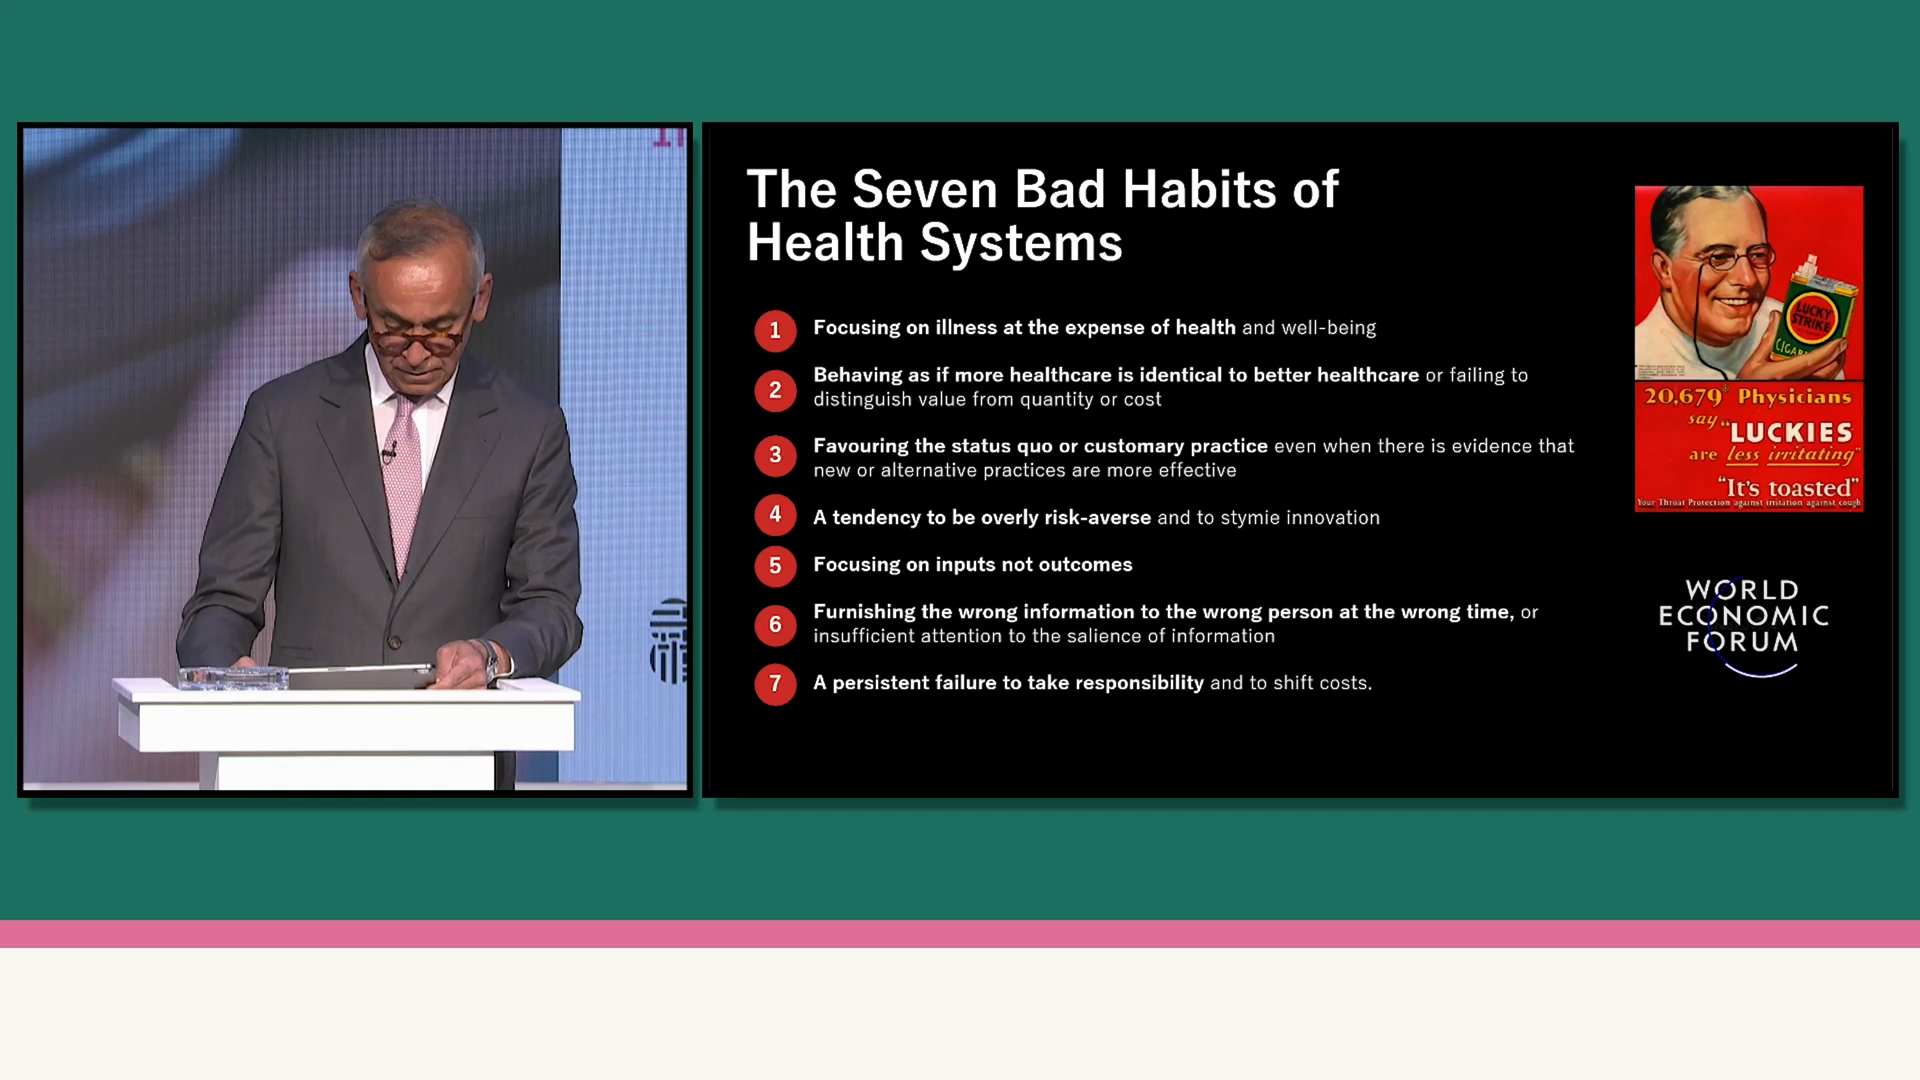 The Seven Bad Habits of
Health Systems
1 Focusing on illness at the expense of health and well-being
2 Behaving as if more healthcare is identical to better healthcare or failing to
distinguish value from quantity or cost
3 Favouring the status quo or customary practice even when there is evidence that
new or alternative practices are more effective
4 A tendency to be overly risk-averse and to stymie innovation
5 Focusing on inputs not outcomes
6 Furnishing the wrong information to the wrong person at the wrong time, or
insufficient attention to the salience of information
7 A persistent failure to take responsibility and to shift costs.
LUCKY
STRIKE
20,679 Physicians
say "LUCKIES
are less irritating"
"It's toasted"
Your Throat Protection against irritation against cough
WORLD
ECONOMIC
FORUM